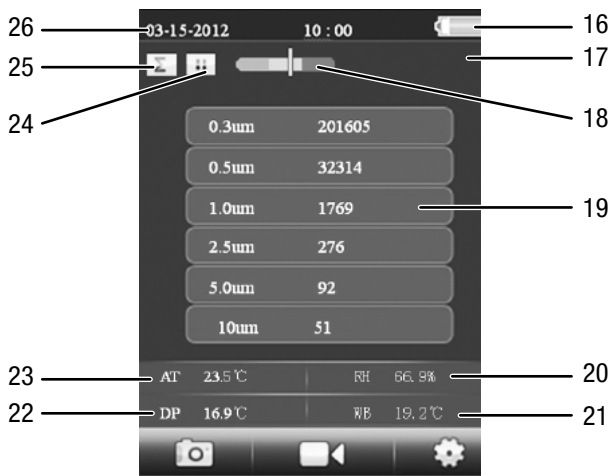 26 03-15-2012 10 : 00 16
25 Σ 17
24 18
0.3um 201605
0.5um 32314
1.0um 1769 19
2.5um 276
5.0um 92
10um 51
23 AT 23.5℃ RH 66.9% 20
22 DP 16.9℃ WB 19.2℃ 21